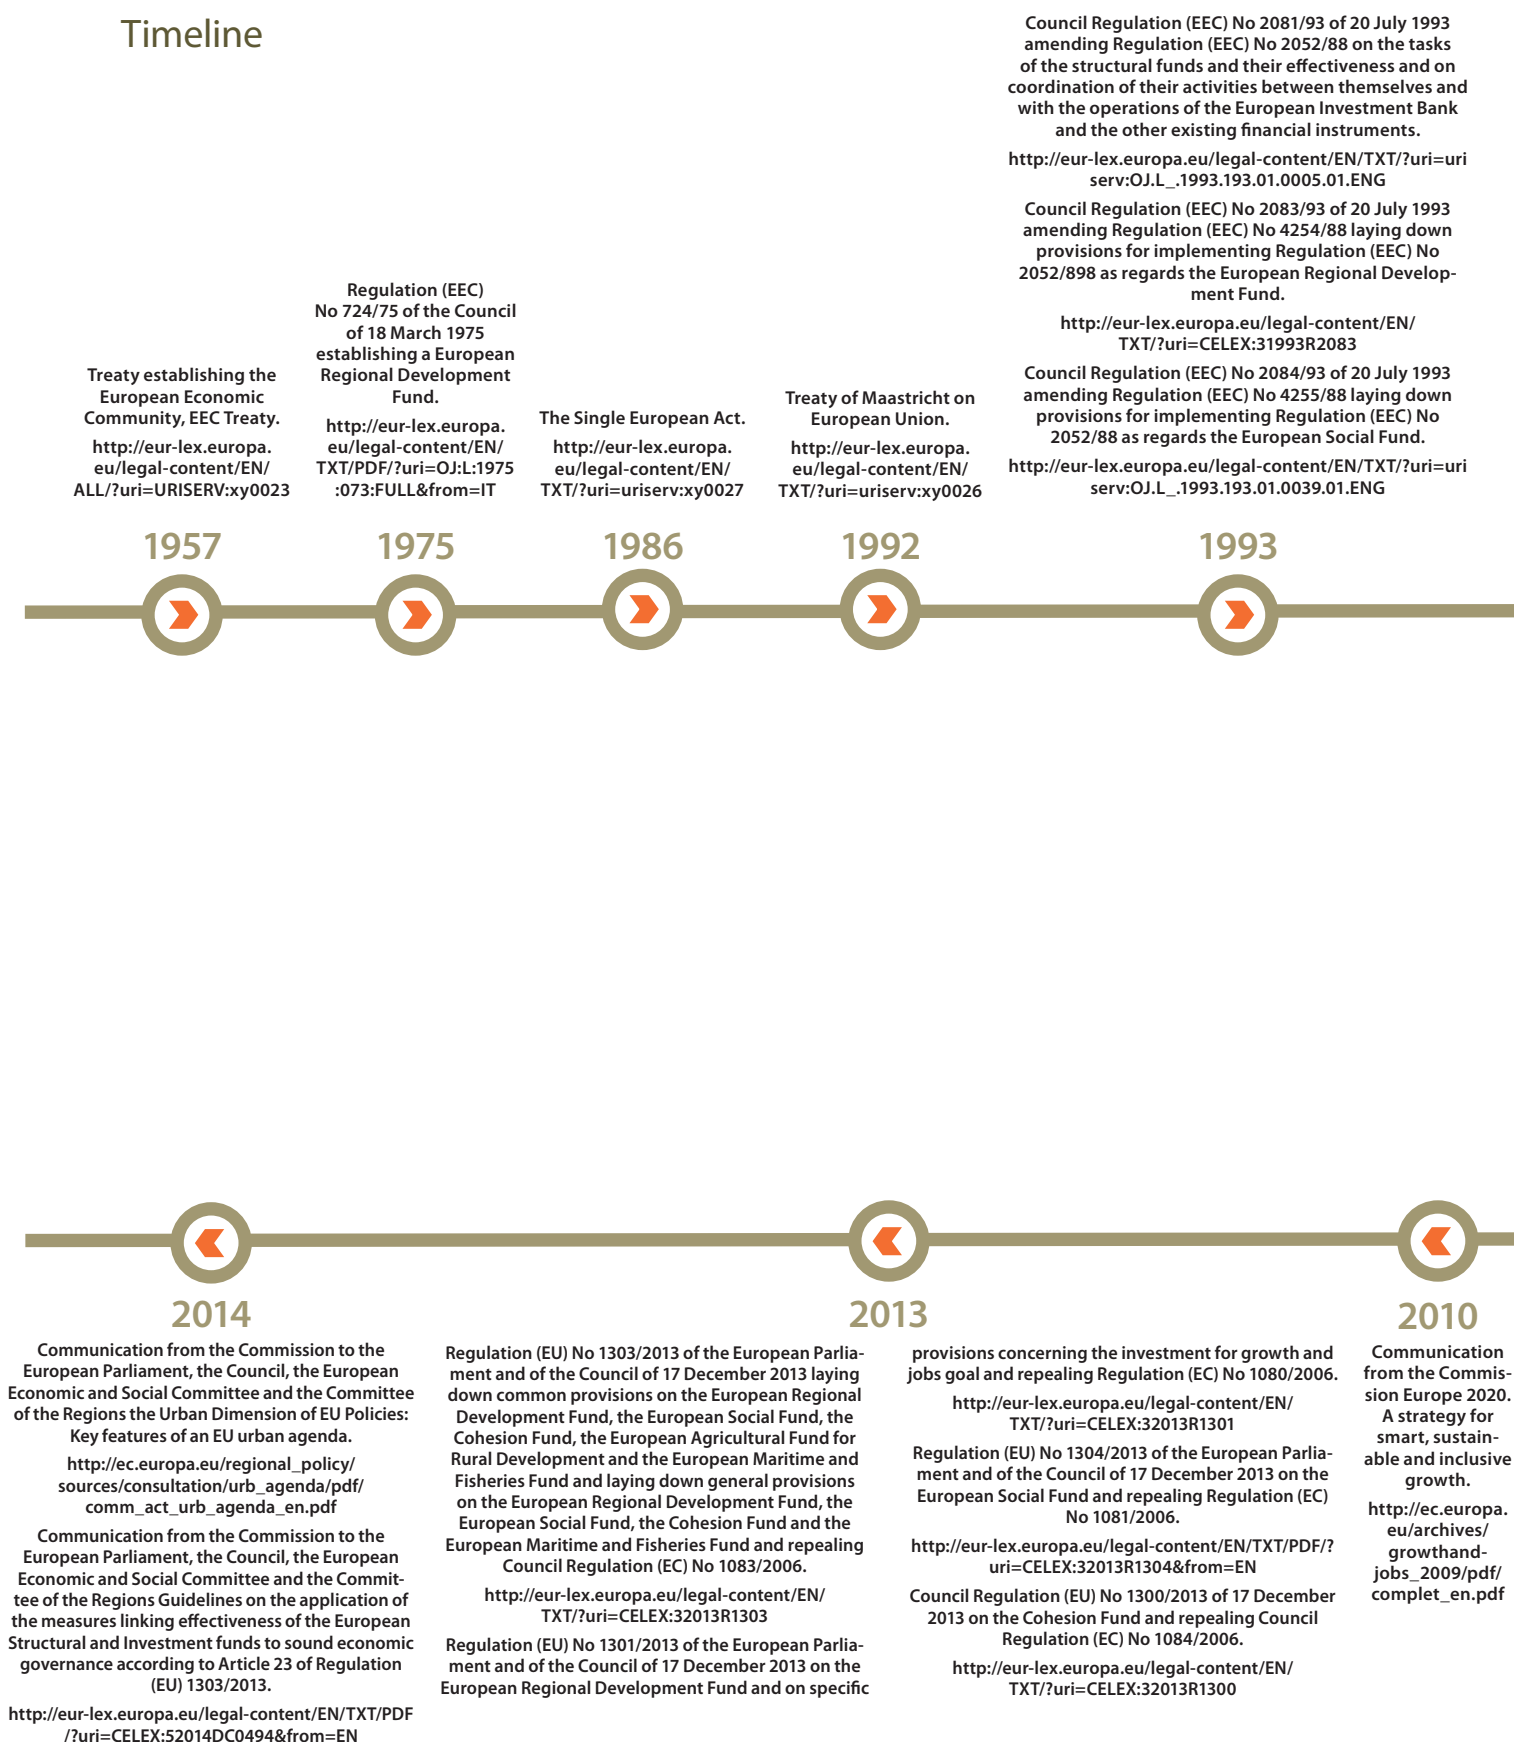 Timeline
Treaty establishing the
European Economic
Community, EEC Treaty.
http://eur-lex.europa.
eu/legal-content/EN/
ALL/?uri=URISERV:xy0023
1957
Regulation (EEC)
No 724/75 of the Council
of 18 March 1975
establishing a European
Regional Development
Fund.
http://eur-lex.europa.
eu/legal-content/EN/
TXT/PDF/?uri=OJ:L:1975
:073:FULL&from=IT
1975
The Single European Act.
http://eur-lex.europa.
eu/legal-content/EN/
TXT/?uri=uriserv:xy0027
1986
Treaty of Maastricht on
European Union.
http://eur-lex.europa.
eu/legal-content/EN/
TXT/?uri=uriserv:xy0026
1992
Council Regulation (EEC) No 2081/93 of 20 July 1993
amending Regulation (EEC) No 2052/88 on the tasks
of the structural funds and their effectiveness and on
coordination of their activities between themselves and
with the operations of the European Investment Bank
and the other existing financial instruments.
http://eur-lex.europa.eu/legal-content/EN/TXT/?uri=uri
serv:OJ.L_.1993.193.01.0005.01.ENG
Council Regulation (EEC) No 2083/93 of 20 July 1993
amending Regulation (EEC) No 4254/88 laying down
provisions for implementing Regulation (EEC) No
2052/898 as regards the European Regional Develop-
ment Fund.
http://eur-lex.europa.eu/legal-content/EN/
TXT/?uri=CELEX:31993R2083
Council Regulation (EEC) No 2084/93 of 20 July 1993
amending Regulation (EEC) No 4255/88 laying down
provisions for implementing Regulation (EEC) No
2052/88 as regards the European Social Fund.
http://eur-lex.europa.eu/legal-content/EN/TXT/?uri=uri
serv:OJ.L_.1993.193.01.0039.01.ENG
1993
2014
Communication from the Commission to the
European Parliament, the Council, the European
Economic and Social Committee and the Committee
of the Regions the Urban Dimension of EU Policies:
Key features of an EU urban agenda.
http://ec.europa.eu/regional_policy/
sources/consultation/urb_agenda/pdf/
comm_act_urb_agenda_en.pdf
Communication from the Commission to the
European Parliament, the Council, the European
Economic and Social Committee and the Commit-
tee of the Regions Guidelines on the application of
the measures linking effectiveness of the European
Structural and Investment funds to sound economic
governance according to Article 23 of Regulation
(EU) 1303/2013.
http://eur-lex.europa.eu/legal-content/EN/TXT/PDF
/?uri=CELEX:52014DC0494&from=EN
2013
Regulation (EU) No 1303/2013 of the European Parlia-
ment and of the Council of 17 December 2013 laying
down common provisions on the European Regional
Development Fund, the European Social Fund, the
Cohesion Fund, the European Agricultural Fund for
Rural Development and the European Maritime and
Fisheries Fund and laying down general provisions
on the European Regional Development Fund, the
European Social Fund, the Cohesion Fund and the
European Maritime and Fisheries Fund and repealing
Council Regulation (EC) No 1083/2006.
http://eur-lex.europa.eu/legal-content/EN/
TXT/?uri=CELEX:32013R1303
Regulation (EU) No 1301/2013 of the European Parlia-
ment and of the Council of 17 December 2013 on the
European Regional Development Fund and on specific
provisions concerning the investment for growth and
jobs goal and repealing Regulation (EC) No 1080/2006.
http://eur-lex.europa.eu/legal-content/EN/
TXT/?uri=CELEX:32013R1301
Regulation (EU) No 1304/2013 of the European Parlia-
ment and of the Council of 17 December 2013 on the
European Social Fund and repealing Regulation (EC)
No 1081/2006.
http://eur-lex.europa.eu/legal-content/EN/TXT/PDF/?
uri=CELEX:32013R1304&from=EN
Council Regulation (EU) No 1300/2013 of 17 December
2013 on the Cohesion Fund and repealing Council
Regulation (EC) No 1084/2006.
http://eur-lex.europa.eu/legal-content/EN/
TXT/?uri=CELEX:32013R1300
2010
Communication
from the Commis-
sion Europe 2020.
A strategy for
smart, sustain-
able and inclusive
growth.
http://ec.europa.
eu/archives/
growthand-
jobs_2009/pdf/
complet_en.pdf